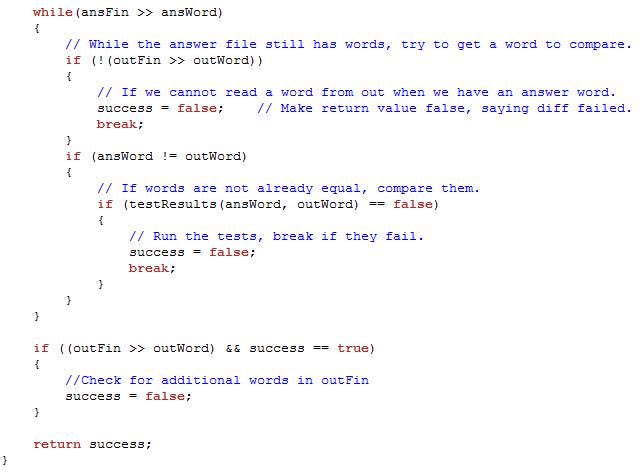 while(ansFin >> ansWord)
{
// While the answer file still has words, try to get a word to compare.
if (!(outFin >> outWord))
{
// If we cannot read a word from out when we have an answer word.
success = false;    // Make return value false, saying diff failed.
break;
}
if (ansWord != outWord)
{
// If words are not already equal, compare them.
if (testResults(ansWord, outWord) == false)
{
// Run the tests, break if they fail.
success = false;
break;
}
}
}
if ((outFin >> outWord) && success == true)
{
//Check for additional words in outFin
success = false;
}
return success;
}